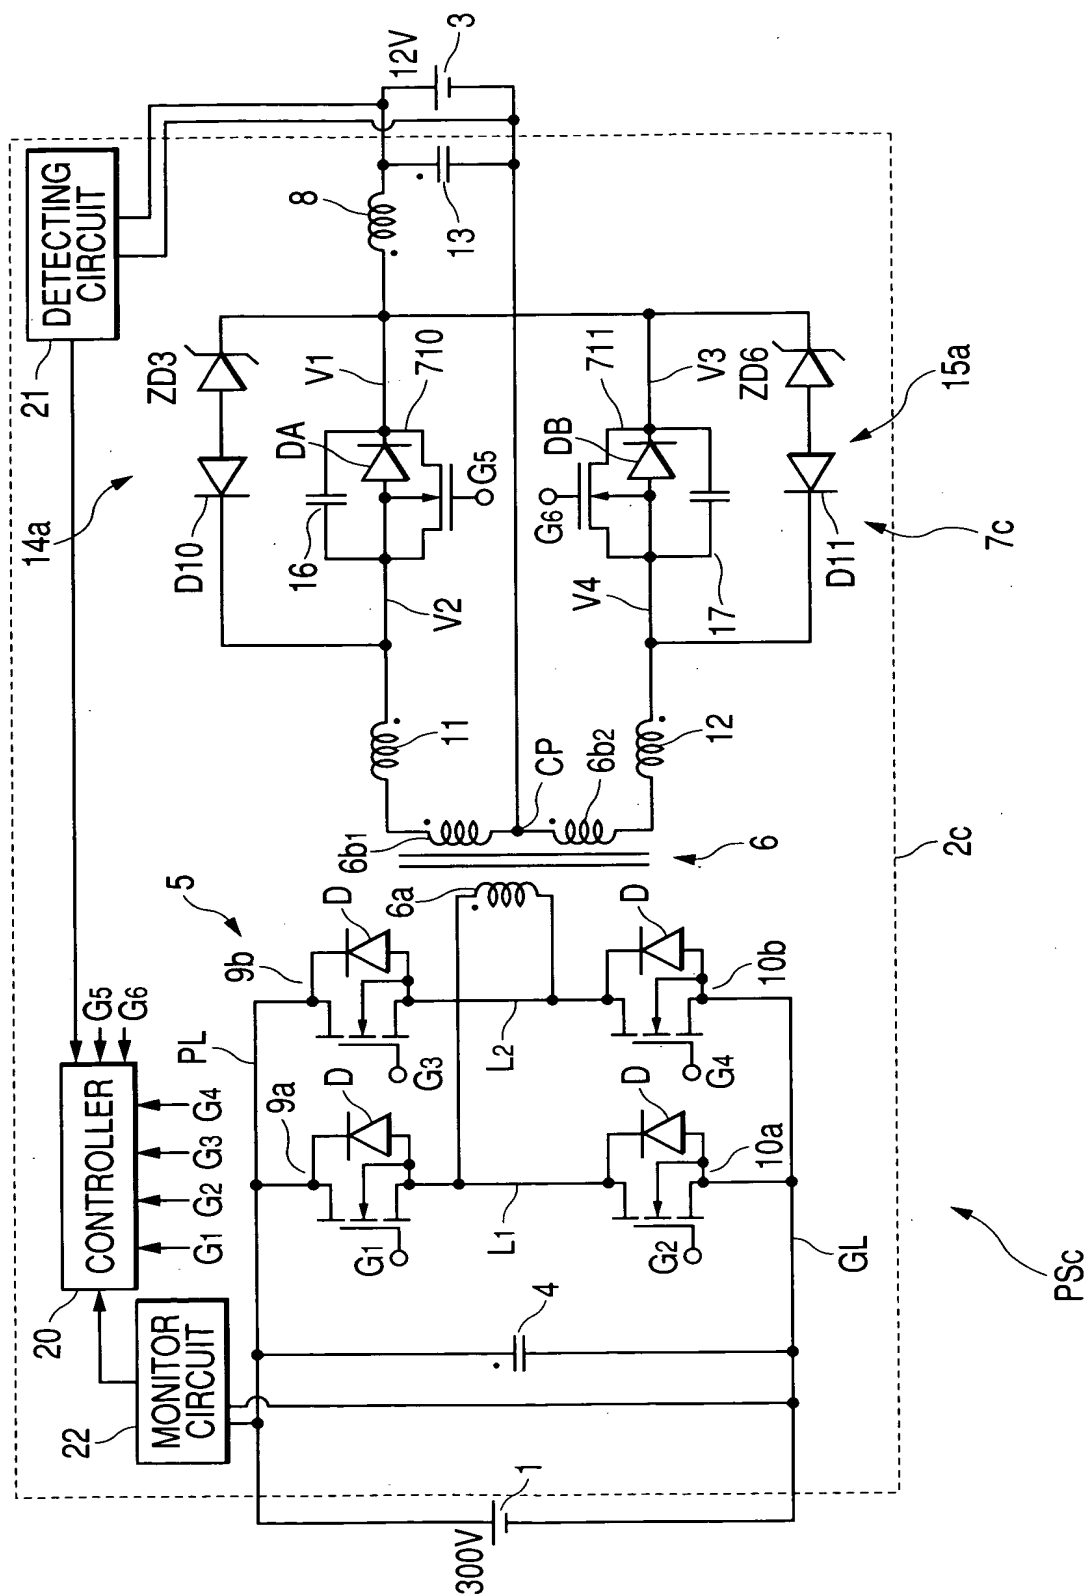 14a
21
DETECTING
CIRCUIT
20
CONTROLLER
G5
G6
G1
G2
G3
G4
22
MONITOR
CIRCUIT
ZD3
D10
V1
DA
710
16
G5
V2
8
12V
3
13
11
5
PL
9b
D
9a
D
G3
G1
6b1
6a
CP
6b2
6
12
L2
L1
D
10b
D
10a
G4
G2
GL
4
300V
1
711
V3
DB
G6
V4
17
ZD6
D11
15a
7c
2c
PSc